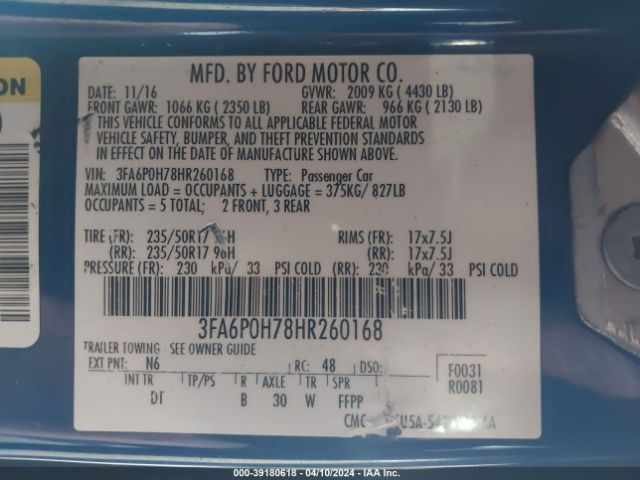 MFD. BY FORD MOTOR CO.
DATE: 11/16 GVWR: 2009 KG ( 4430 LB)
FRONT GAWR: 1066 KG ( 2350 LB) REAR GAWR: 966 KG ( 2130 LB)
THIS VEHICLE CONFORMS TO ALL APPLICABLE FEDERAL MOTOR
VEHICLE SAFETY, BUMPER, AND THEFT PREVENTION STANDARDS
IN EFFECT ON THE DATE OF MANUFACTURE SHOWN ABOVE.
VIN: 3FA6P0H78HR260168 TYPE: Passenger Car
MAXIMUM LOAD = OCCUPANTS + LUGGAGE = 375KG/ 827LB
OCCUPANTS = 5 TOTAL; 2 FRONT, 3 REAR
TIRE (FR): 235/50R17 RIMS (FR): 17x7.5J
(RR): 235/50R17 96H (RR): 17x7.5J
PRESSURE (FR): 230 kPa/ 33 PSI COLD (RR): 230 kPa/ 33 PSI COLD
3FA6P0H78HR260168
TRAILER TOWING - SEE OWNER GUIDE
EXT PNT: N6 RC: 48 DSO: F0031
INT TR TP/PS R AXLE TR SPR R0081
DT B 30 W FFPP
CMC
ION
000-39180618 - 04/10/2024 - IAA Inc.